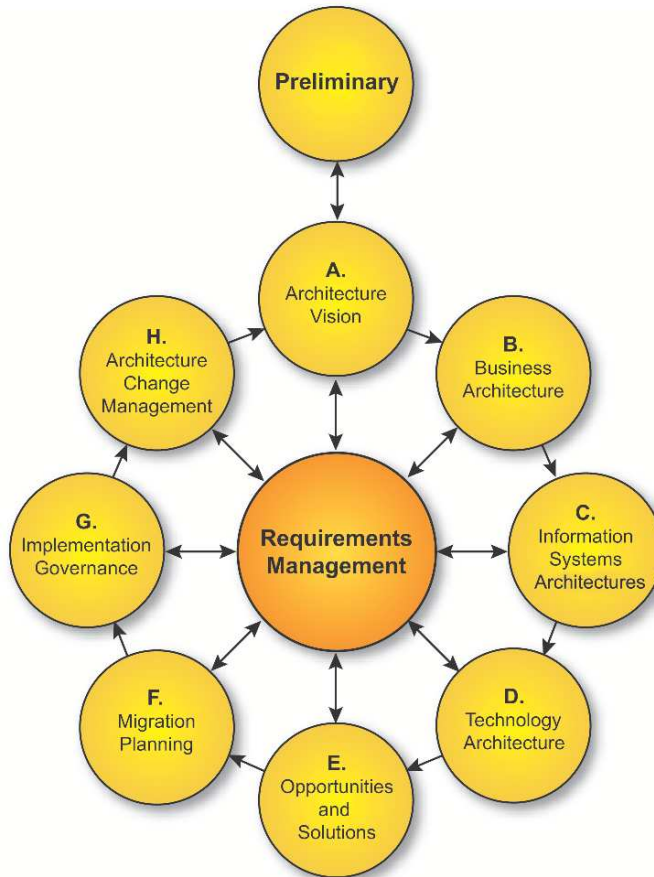 Preliminary
A.
Architecture
Vision
B.
Business
Architecture
C.
Information
Systems
Architectures
D.
Technology
Architecture
E.
Opportunities
and
Solutions
F.
Migration
Planning
G.
Implementation
Governance
H.
Architecture
Change
Management
Requirements
Management